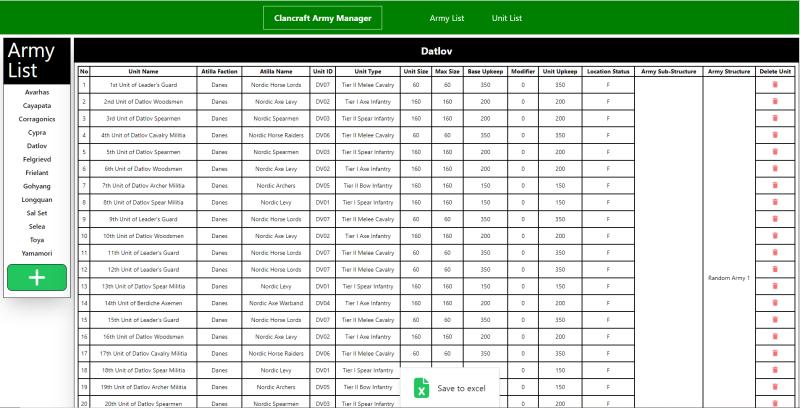 Clancraft Army Manager Army List Unit List
Army List
Avarhas
Cayapata
Corragonics
Cypra
Datlov
Felgrievd
Frielant
Gohyang
Longquan
Sal Set
Selea
Toya
Yamamori
+
Datlov
No Unit Name Atilla Faction Atilla Name Unit ID Unit Type Unit Size Max Size Base Upkeep Modifier Unit Upkeep Location Status Army Sub-Structure Army Structure Delete Unit
1 1st Unit of Leader's Guard Danes Nordic Horse Lords DV07 Tier II Melee Cavalry 60 60 350 0 350 F
2 2nd Unit of Datlov Woodsmen Danes Nordic Axe Levy DV02 Tier I Axe Infantry 160 160 200 0 200 F
3 3rd Unit of Datlov Spearmen Danes Nordic Spearmen DV03 Tier II Spear Infantry 160 160 200 0 200 F
4 4th Unit of Datlov Cavalry Militia Danes Nordic Horse Raiders DV06 Tier II Melee Cavalry 60 60 350 0 350 F
5 5th Unit of Datlov Spearmen Danes Nordic Spearmen DV03 Tier II Spear Infantry 160 160 200 0 200 F
6 6th Unit of Datlov Woodsmen Danes Nordic Axe Levy DV02 Tier I Axe Infantry 160 160 200 0 200 F
7 7th Unit of Datlov Archer Militia Danes Nordic Archers DV05 Tier II Bow Infantry 160 160 150 0 150 F
8 8th Unit of Datlov Spear Militia Danes Nordic Levy DV01 Tier I Spear Infantry 160 160 150 0 150 F
9 9th Unit of Leader's Guard Danes Nordic Horse Lords DV07 Tier II Melee Cavalry 60 60 350 0 350 F
10 10th Unit of Datlov Woodsmen Danes Nordic Axe Levy DV02 Tier I Axe Infantry 160 160 200 0 200 F
11 11th Unit of Leader's Guard Danes Nordic Horse Lords DV07 Tier II Melee Cavalry 60 60 350 0 350 F
12 12th Unit of Leader's Guard Danes Nordic Horse Lords DV07 Tier II Melee Cavalry 60 60 350 0 350 F
13 13th Unit of Datlov Spear Militia Danes Nordic Levy DV01 Tier I Spear Infantry 160 160 150 0 150 F Random Army 1
14 14th Unit of Berdiche Axemen Danes Nordic Axe Warband DV04 Tier I Axe Infantry 160 160 200 0 200 F
15 15th Unit of Leader's Guard Danes Nordic Horse Lords DV07 Tier II Melee Cavalry 60 60 350 0 350 F
16 16th Unit of Datlov Woodsmen Danes Nordic Axe Levy DV02 Tier I Axe Infantry 160 160 200 0 200 F
17 17th Unit of Datlov Cavalry Militia Danes Nordic Horse Raiders DV06 Tier II Melee Cavalry 60 60 350 0 350 F
18 18th Unit of Datlov Spear Militia Danes Nordic Levy DV01 Tier I Spear Infantry 150 F
19 19th Unit of Datlov Archer Militia Danes Nordic Archers DV05 Tier II Bow Infantry 150 F
20 20th Unit of Datlov Spearmen Danes Nordic Spearmen DV03 Tier II Spear Infantry 200 F
X Save to excel